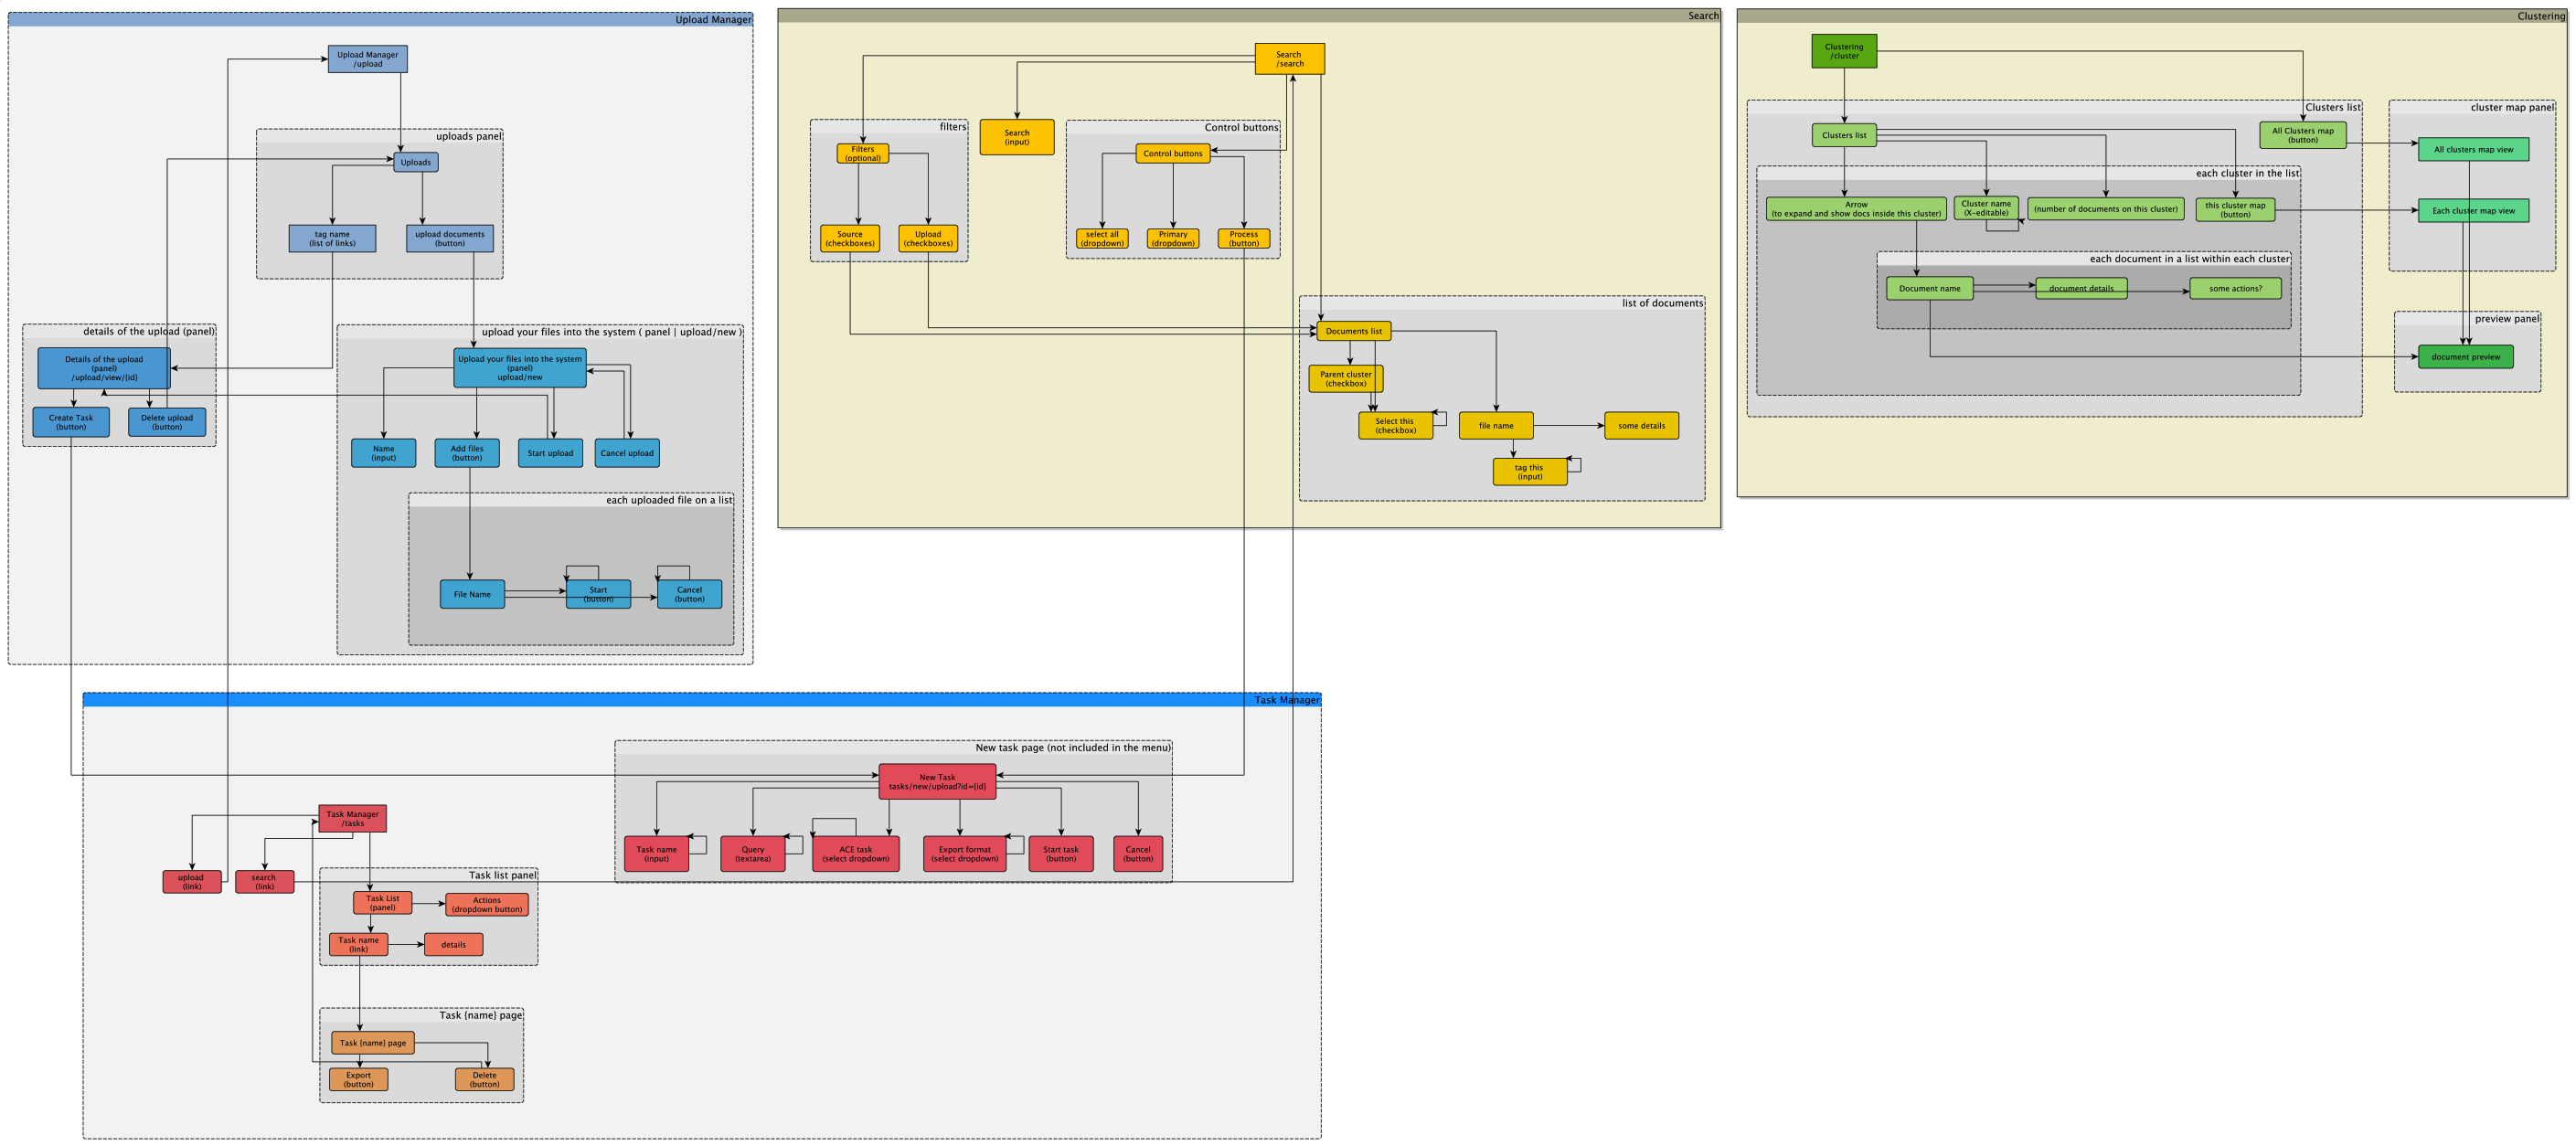 Upload Manager
Upload Manager
/upload
uploads panel
Uploads
tag name
(list of links)
upload documents
(button)
details of the upload (panel)
Details of the upload
(panel)
/upload/view/{id}
Create Task
(button)
Delete upload
(button)
upload your files into the system ( panel | upload/new )
Upload your files into the system
(panel)
upload/new
Name
(input)
Add files
(button)
Start upload
Cancel upload
each uploaded file on a list
File Name
Start
(button)
Cancel
(button)
Search
Search
/search
filters
Filters
(optional)
Source
(checkboxes)
Upload
(checkboxes)
Search
(input)
Control buttons
Control buttons
select all
(dropdown)
Primary
(dropdown)
Process
(button)
list of documents
Documents list
Parent cluster
(checkbox)
Select this
(checkbox)
file name
some details
tag this
(input)
Clustering
Clustering
/cluster
Clusters list
Clusters list
All Clusters map
(button)
each cluster in the list
Arrow
(to expand and show docs inside this cluster)
Cluster name
(X-editable)
(number of documents on this cluster)
this cluster map
(button)
each document in a list within each cluster
Document name
document details
some actions?
cluster map panel
All clusters map view
Each cluster map view
preview panel
document preview
Task Manager
New task page (not included in the menu)
New Task
tasks/new/upload?id={id}
Task name
(input)
Query
(textarea)
ACE task
(select dropdown)
Export format
(select dropdown)
Start task
(button)
Cancel
(button)
Task Manager
/tasks
upload
(link)
search
(link)
Task list panel
Task List
(panel)
Actions
(dropdown button)
Task name
(link)
details
Task {name} page
Task {name} page
Export
(button)
Delete
(button)